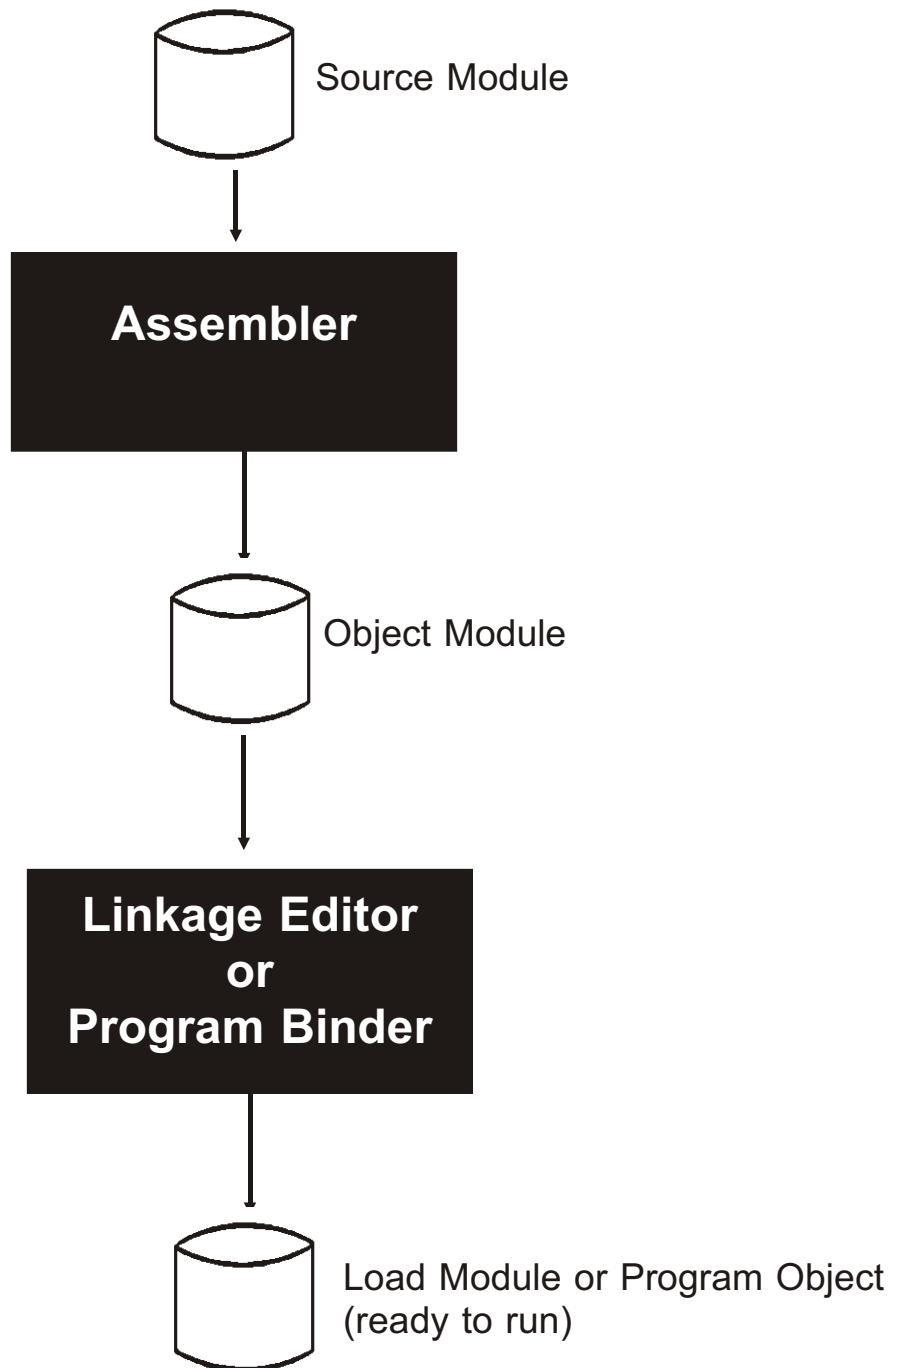 Source Module
Assembler
Object Module
Linkage Editor
or
Program Binder
Load Module or Program Object
(ready to run)